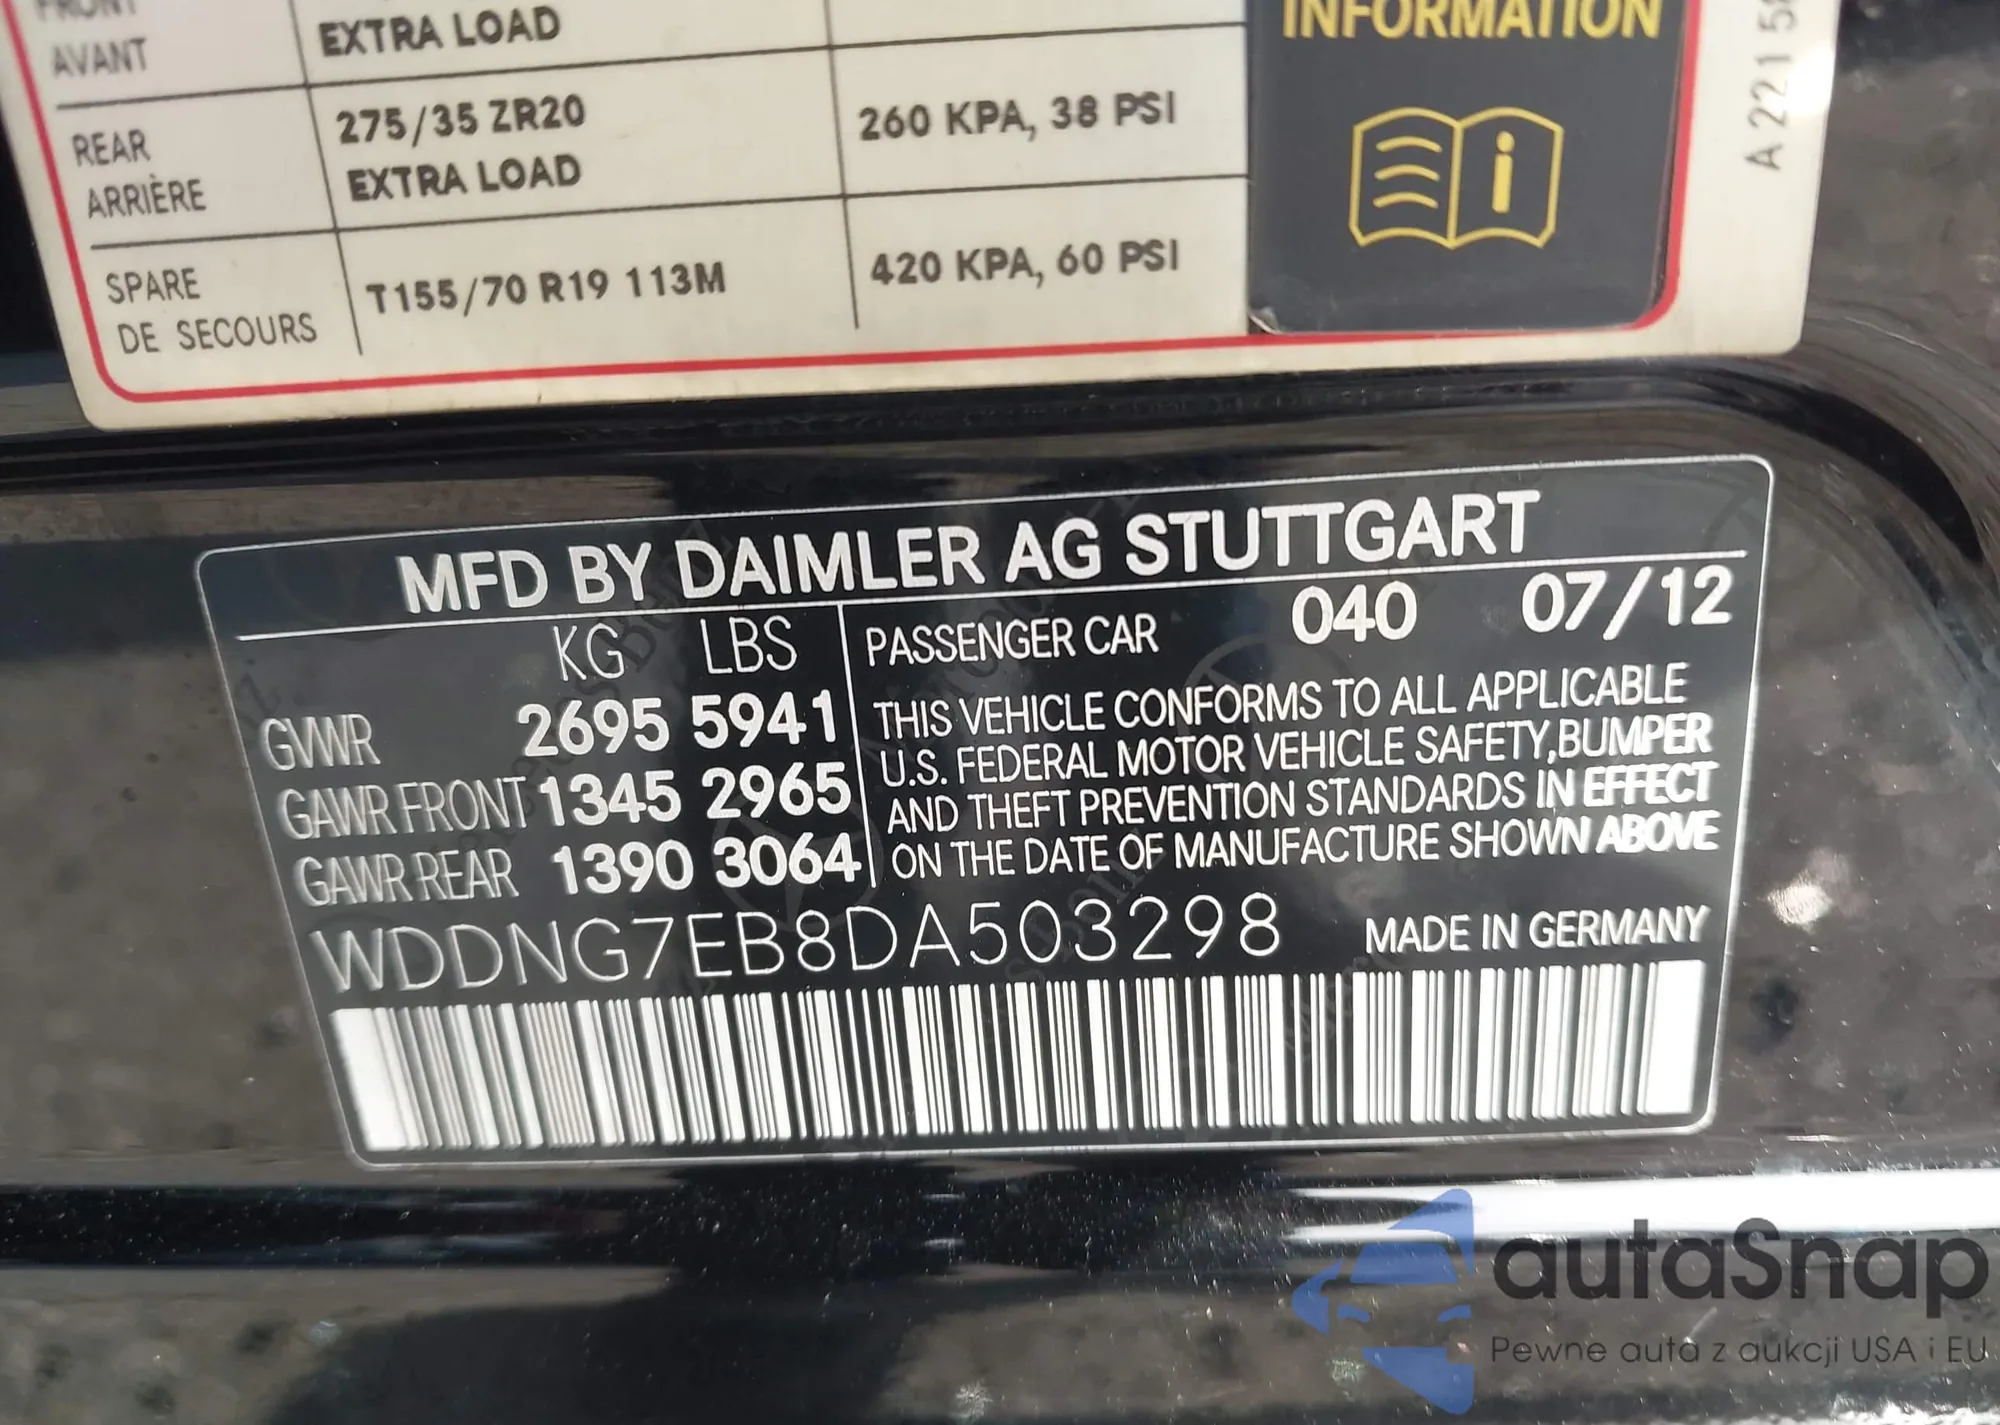 FRONT
AVANT
EXTRA LOAD
REAR
ARRIÈRE
275/35 ZR20
EXTRA LOAD
260 KPA, 38 PSI
SPARE
DE SECOURS
T155/70 R19 113M
420 KPA, 60 PSI
INFORMATION
A 221 58
MFD BY DAIMLER AG STUTTGART
KG LBS
GVWR 2695 5941
GAWR FRONT 1345 2965
GAWR REAR 1390 3064
PASSENGER CAR 040 07/12
THIS VEHICLE CONFORMS TO ALL APPLICABLE
U.S. FEDERAL MOTOR VEHICLE SAFETY,BUMPER
AND THEFT PREVENTION STANDARDS IN EFFECT
ON THE DATE OF MANUFACTURE SHOWN ABOVE
WDDNG7EB8DA503298 MADE IN GERMANY
autaSnap
Pewne auta z aukcji USA i EU